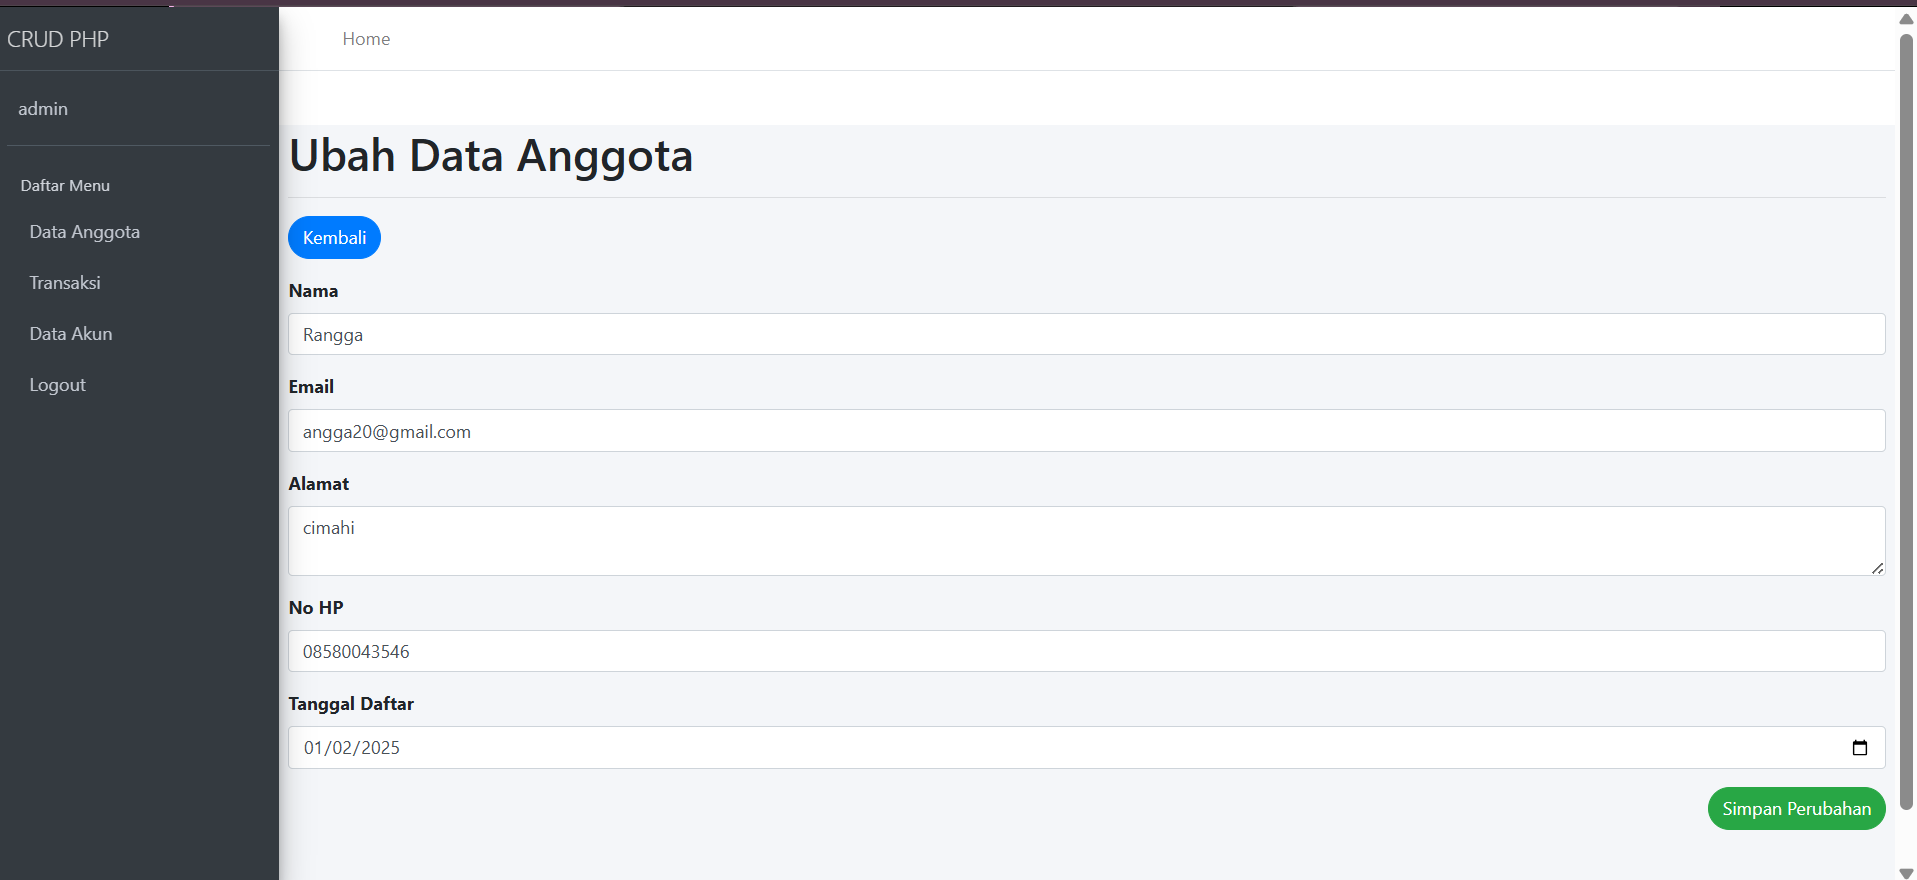 CRUD PHP
Home
admin
Daftar Menu
Data Anggota
Transaksi
Data Akun
Logout
Ubah Data Anggota
Kembali
Nama
Rangga
Email
angga20@gmail.com
Alamat
cimahi
No HP
08580043546
Tanggal Daftar
01/02/2025
Simpan Perubahan